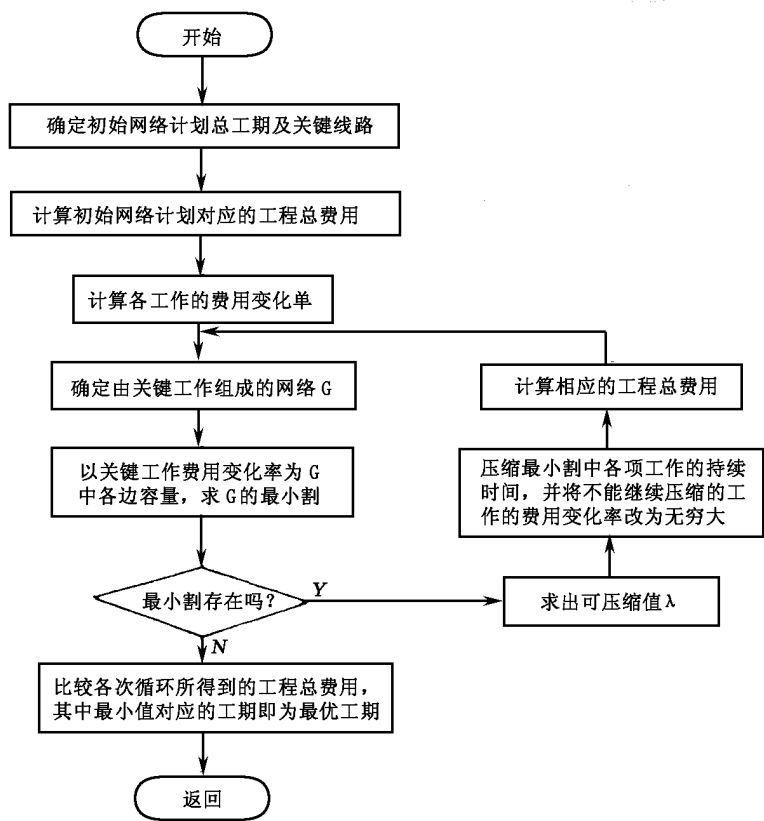 开始
确定初始网络计划总工期及关键线路
计算初始网络计划对应的工程总费用
计算各工作的费用变化单
确定由关键工作组成的网络G
计算相应的工程总费用
以关键工作费用变化率为G
中各边容量，求G的最小割
压缩最小割中各项工作的持续
时间，并将不能继续压缩的工
作的费用变化率改为无穷大
最小割存在吗？
Y
求出可压缩值λ
N
比较各次循环所得到的工程总费用，
其中最小值对应的工期即为最优工期
返回